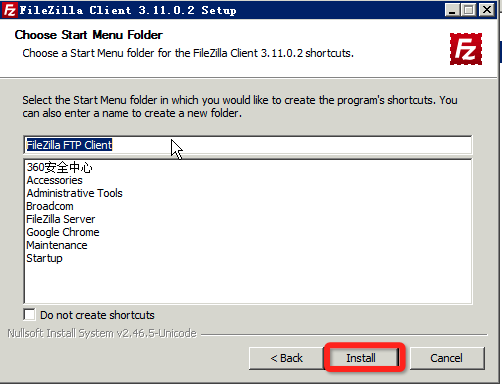 FileZilla Client 3.11.0.2 Setup
Choose Start Menu Folder
Choose a Start Menu folder for the FileZilla Client 3.11.0.2 shortcuts.
Fz
Select the Start Menu folder in which you would like to create the program's shortcuts. You
can also enter a name to create a new folder.
FileZilla FTP Client
360安全中心
Accessories
Administrative Tools
Broadcom
FileZilla Server
Google Chrome
Maintenance
Startup
Do not create shortcuts
Nullsoft Install System v2.46.5-Unicode
< Back
Install
Cancel